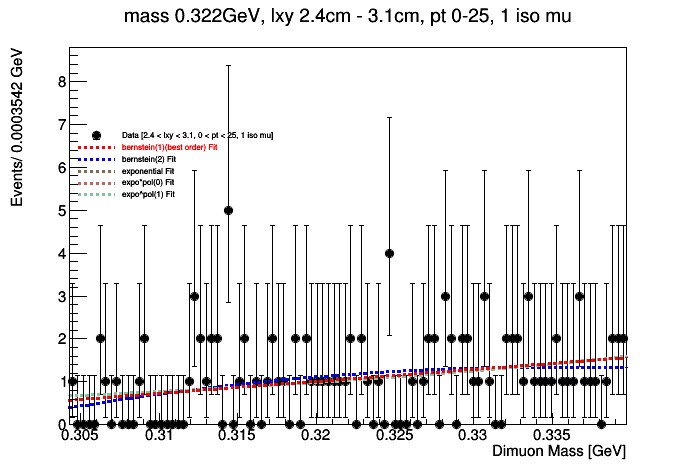 mass 0.322GeV, lxy 2.4cm - 3.1cm, pt 0-25, 1 iso mu
Events/ 0.0003542 GeV
8
7
6
5
4
3
2
1
0
Data [2.4 < lxy < 3.1, 0 < pt < 25, 1 iso mu]
bernstein(1)(best order) Fit
bernstein(2) Fit
exponential Fit
expo*pol(0) Fit
expo*pol(1) Fit
0.305 0.31 0.315 0.32 0.325 0.33 0.335
Dimuon Mass [GeV]